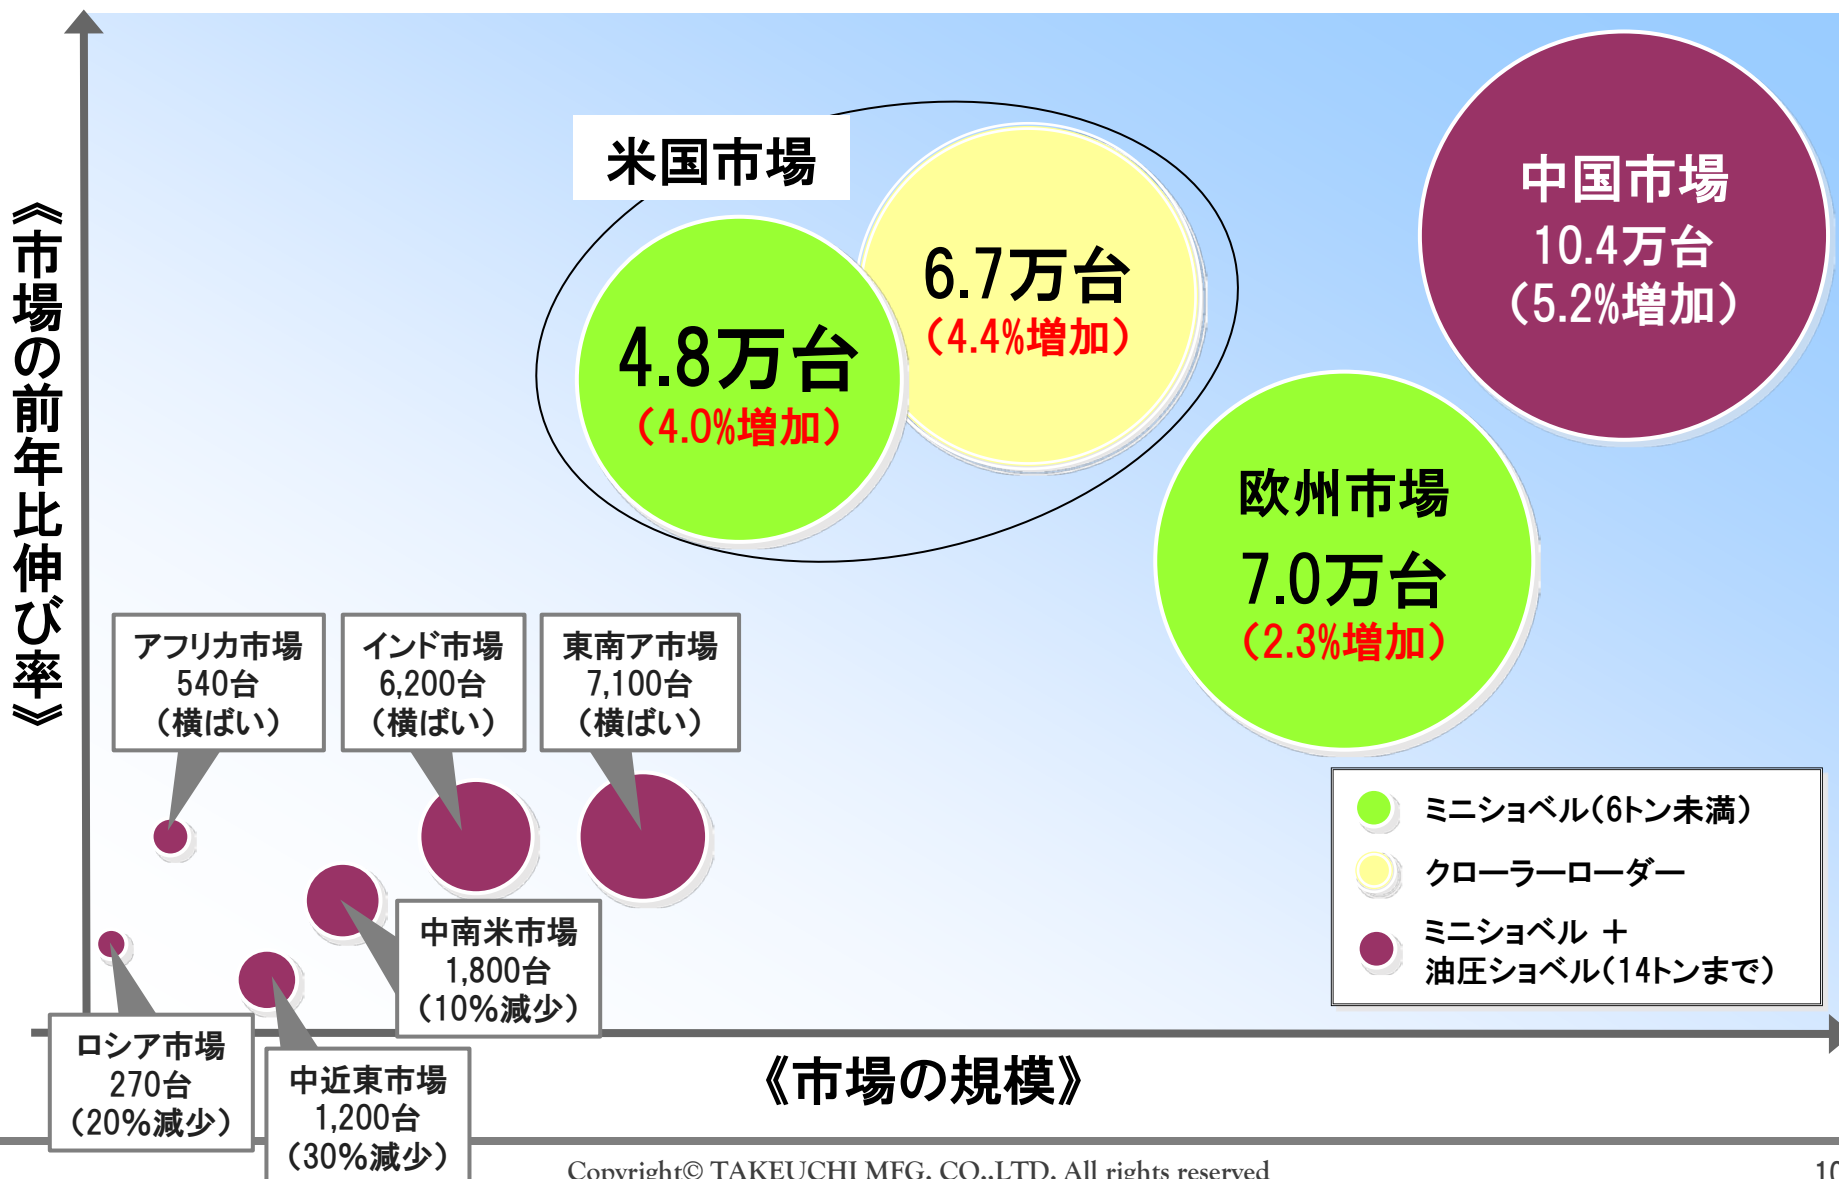 《市場の前年比伸び率》
米国市場
4.8万台
（4.0%増加）
6.7万台
（4.4%増加）
中国市場
10.4万台
（5.2%増加）
欧州市場
7.0万台
（2.3%増加）
アフリカ市場
540台
（横ばい）
インド市場
6,200台
（横ばい）
東南ア市場
7,100台
（横ばい）
中南米市場
1,800台
（10%減少）
ロシア市場
270台
（20%減少）
中近東市場
1,200台
（30%減少）
ミニショベル（6トン未満）
クローラーローダー
ミニショベル ＋
油圧ショベル（14トンまで）
《市場の規模》
Copyright© TAKEUCHI MFG. CO.,LTD. All rights reserved
10